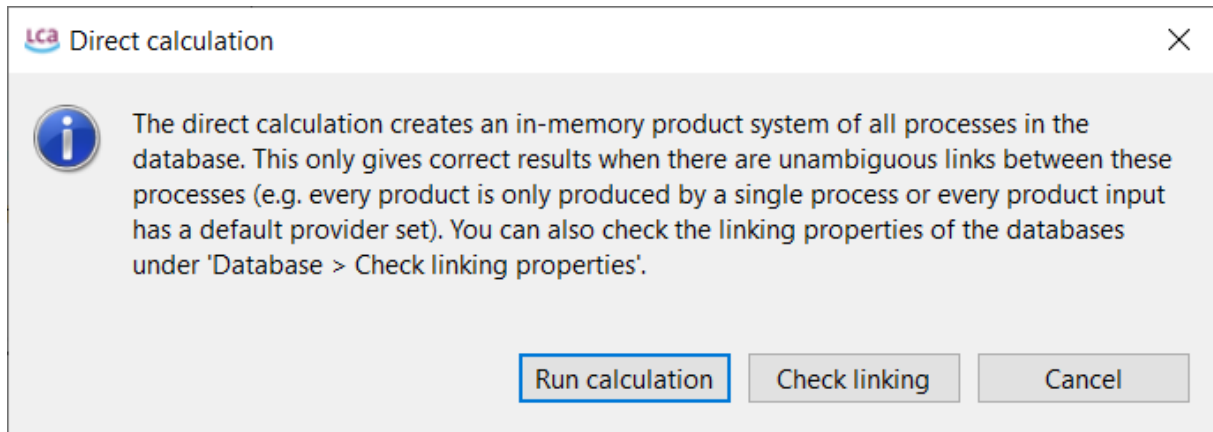 LCA Direct calculation
The direct calculation creates an in-memory product system of all processes in the
database. This only gives correct results when there are unambiguous links between these
processes (e.g. every product is only produced by a single process or every product input
has a default provider set). You can also check the linking properties of the databases
under 'Database > Check linking properties'.
Run calculation Check linking Cancel